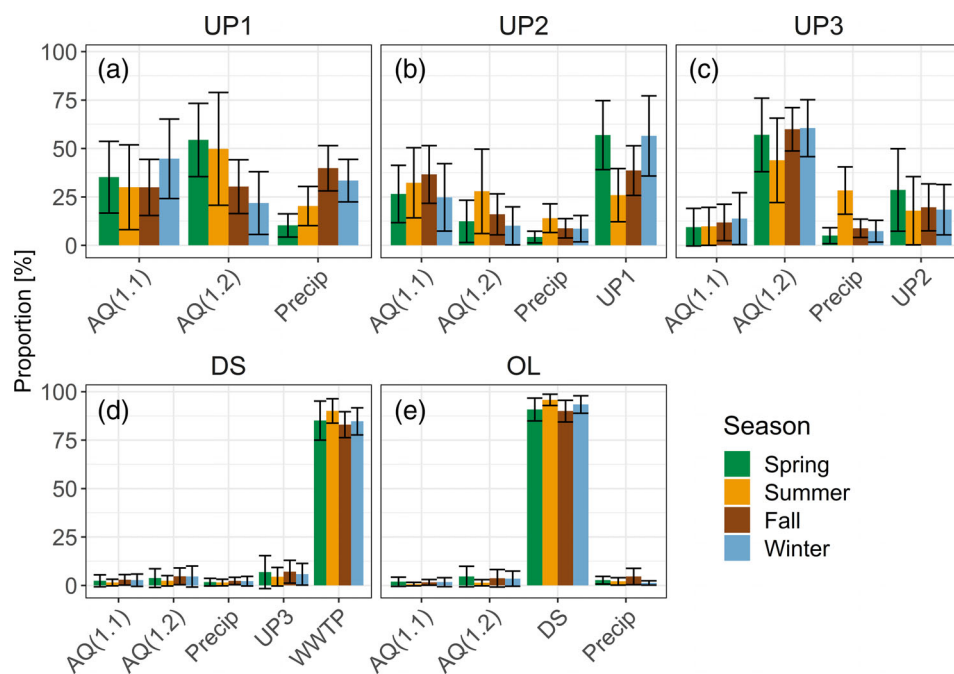 UP1
UP2
UP3
(a)
(b)
(c)
100
75
50
25
0
AQ(1.1)
AQ(1.2)
Precip
AQ(1.1)
AQ(1.2)
Precip
UP1
AQ(1.1)
AQ(1.2)
Precip
UP2
Proportion [%]
DS
OL
(d)
(e)
100
75
50
25
0
AQ(1.1)
AQ(1.2)
Precip
UP3
WWTP
AQ(1.1)
AQ(1.2)
DS
Precip
Season
Spring
Summer
Fall
Winter